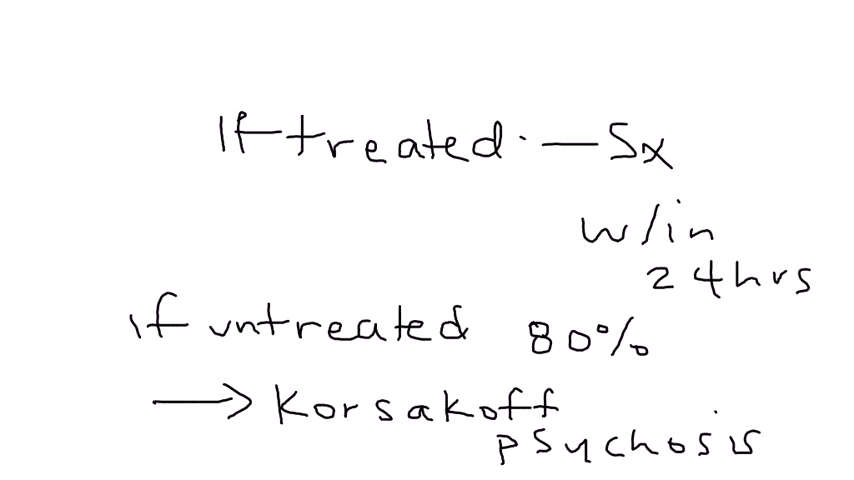 If treated. — Sx
w/in
24hrs
if untreated 80%
→ Korsakoff
psychosis